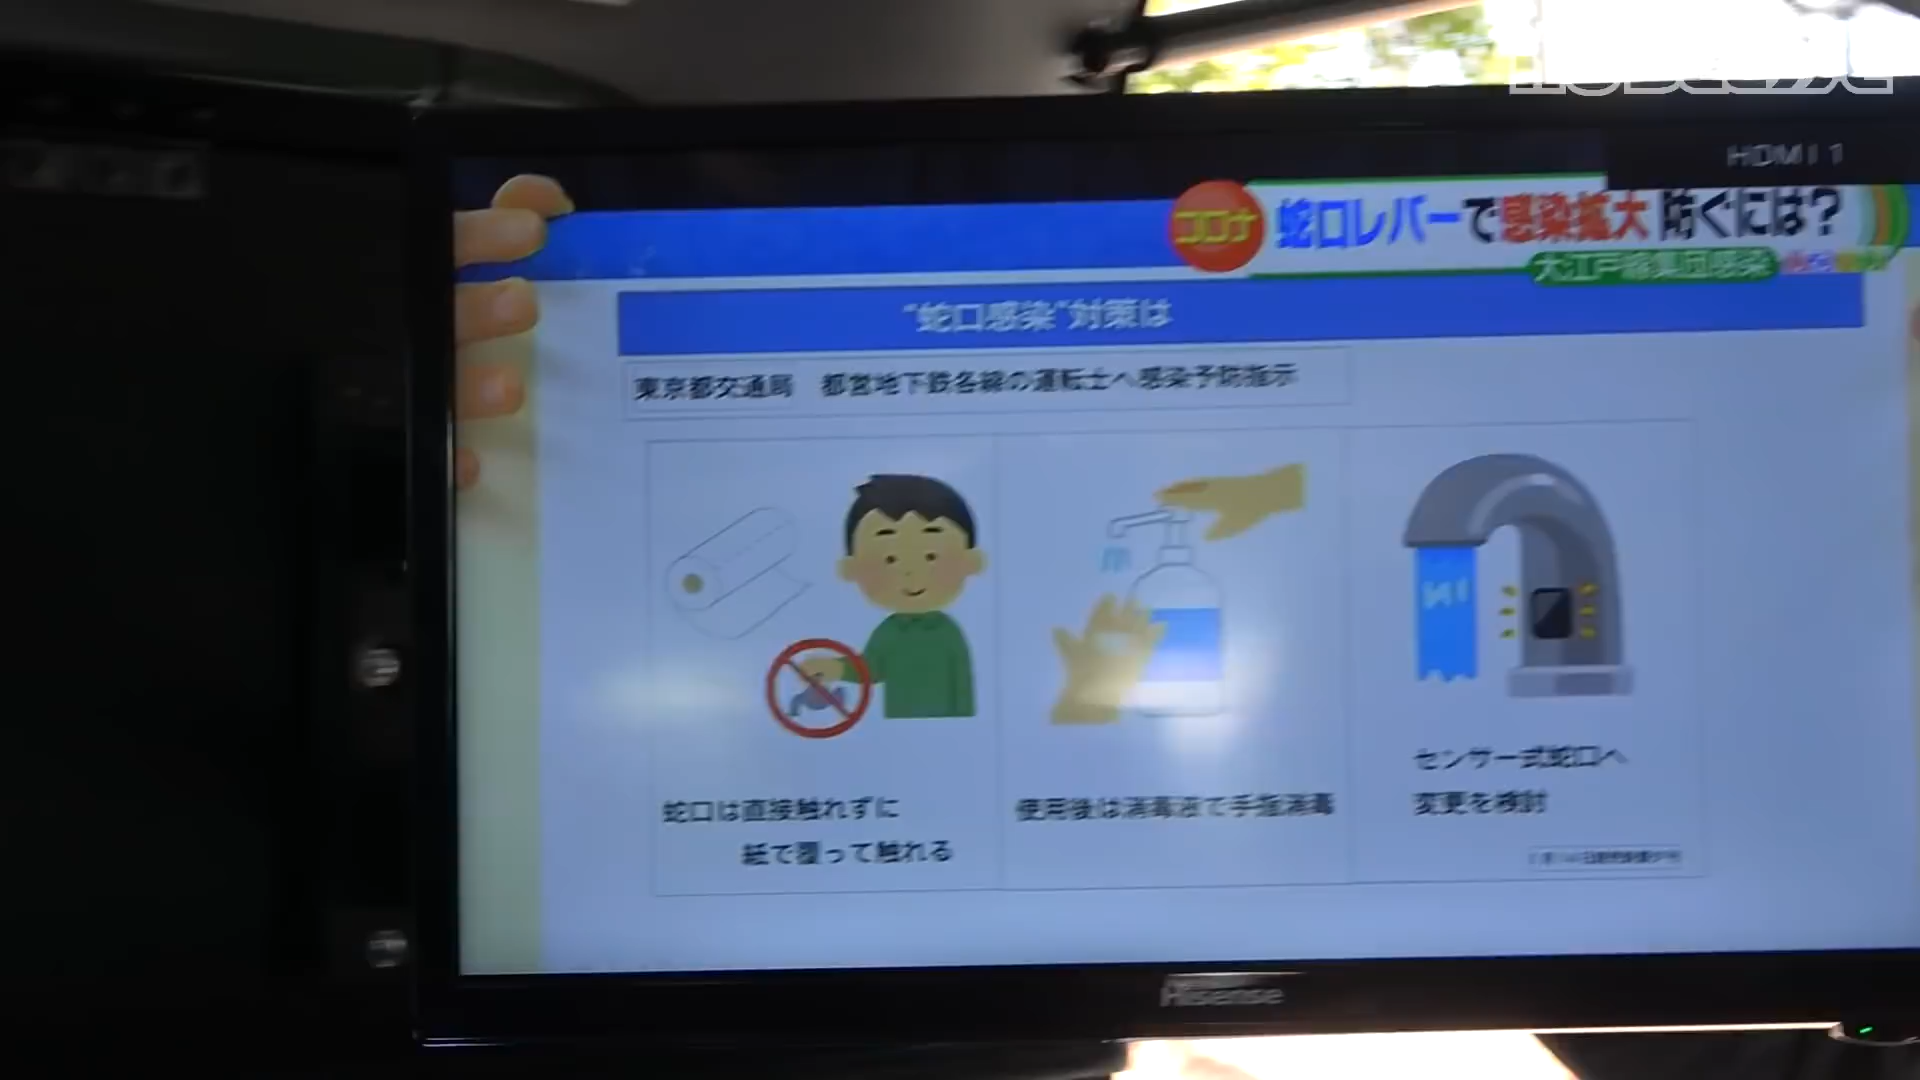 HDMI 1
コロナ
蛇口レバーで感染拡大 防ぐには?
大江戸線集団感染
"蛇口感染"対策は
東京都交通局 都営地下鉄各線の運転士へ感染予防指示
蛇口は直接触れずに
紙で覆って触れる
使用後は消毒液で手指消毒
センサー式蛇口へ
変更を検討
Hisense